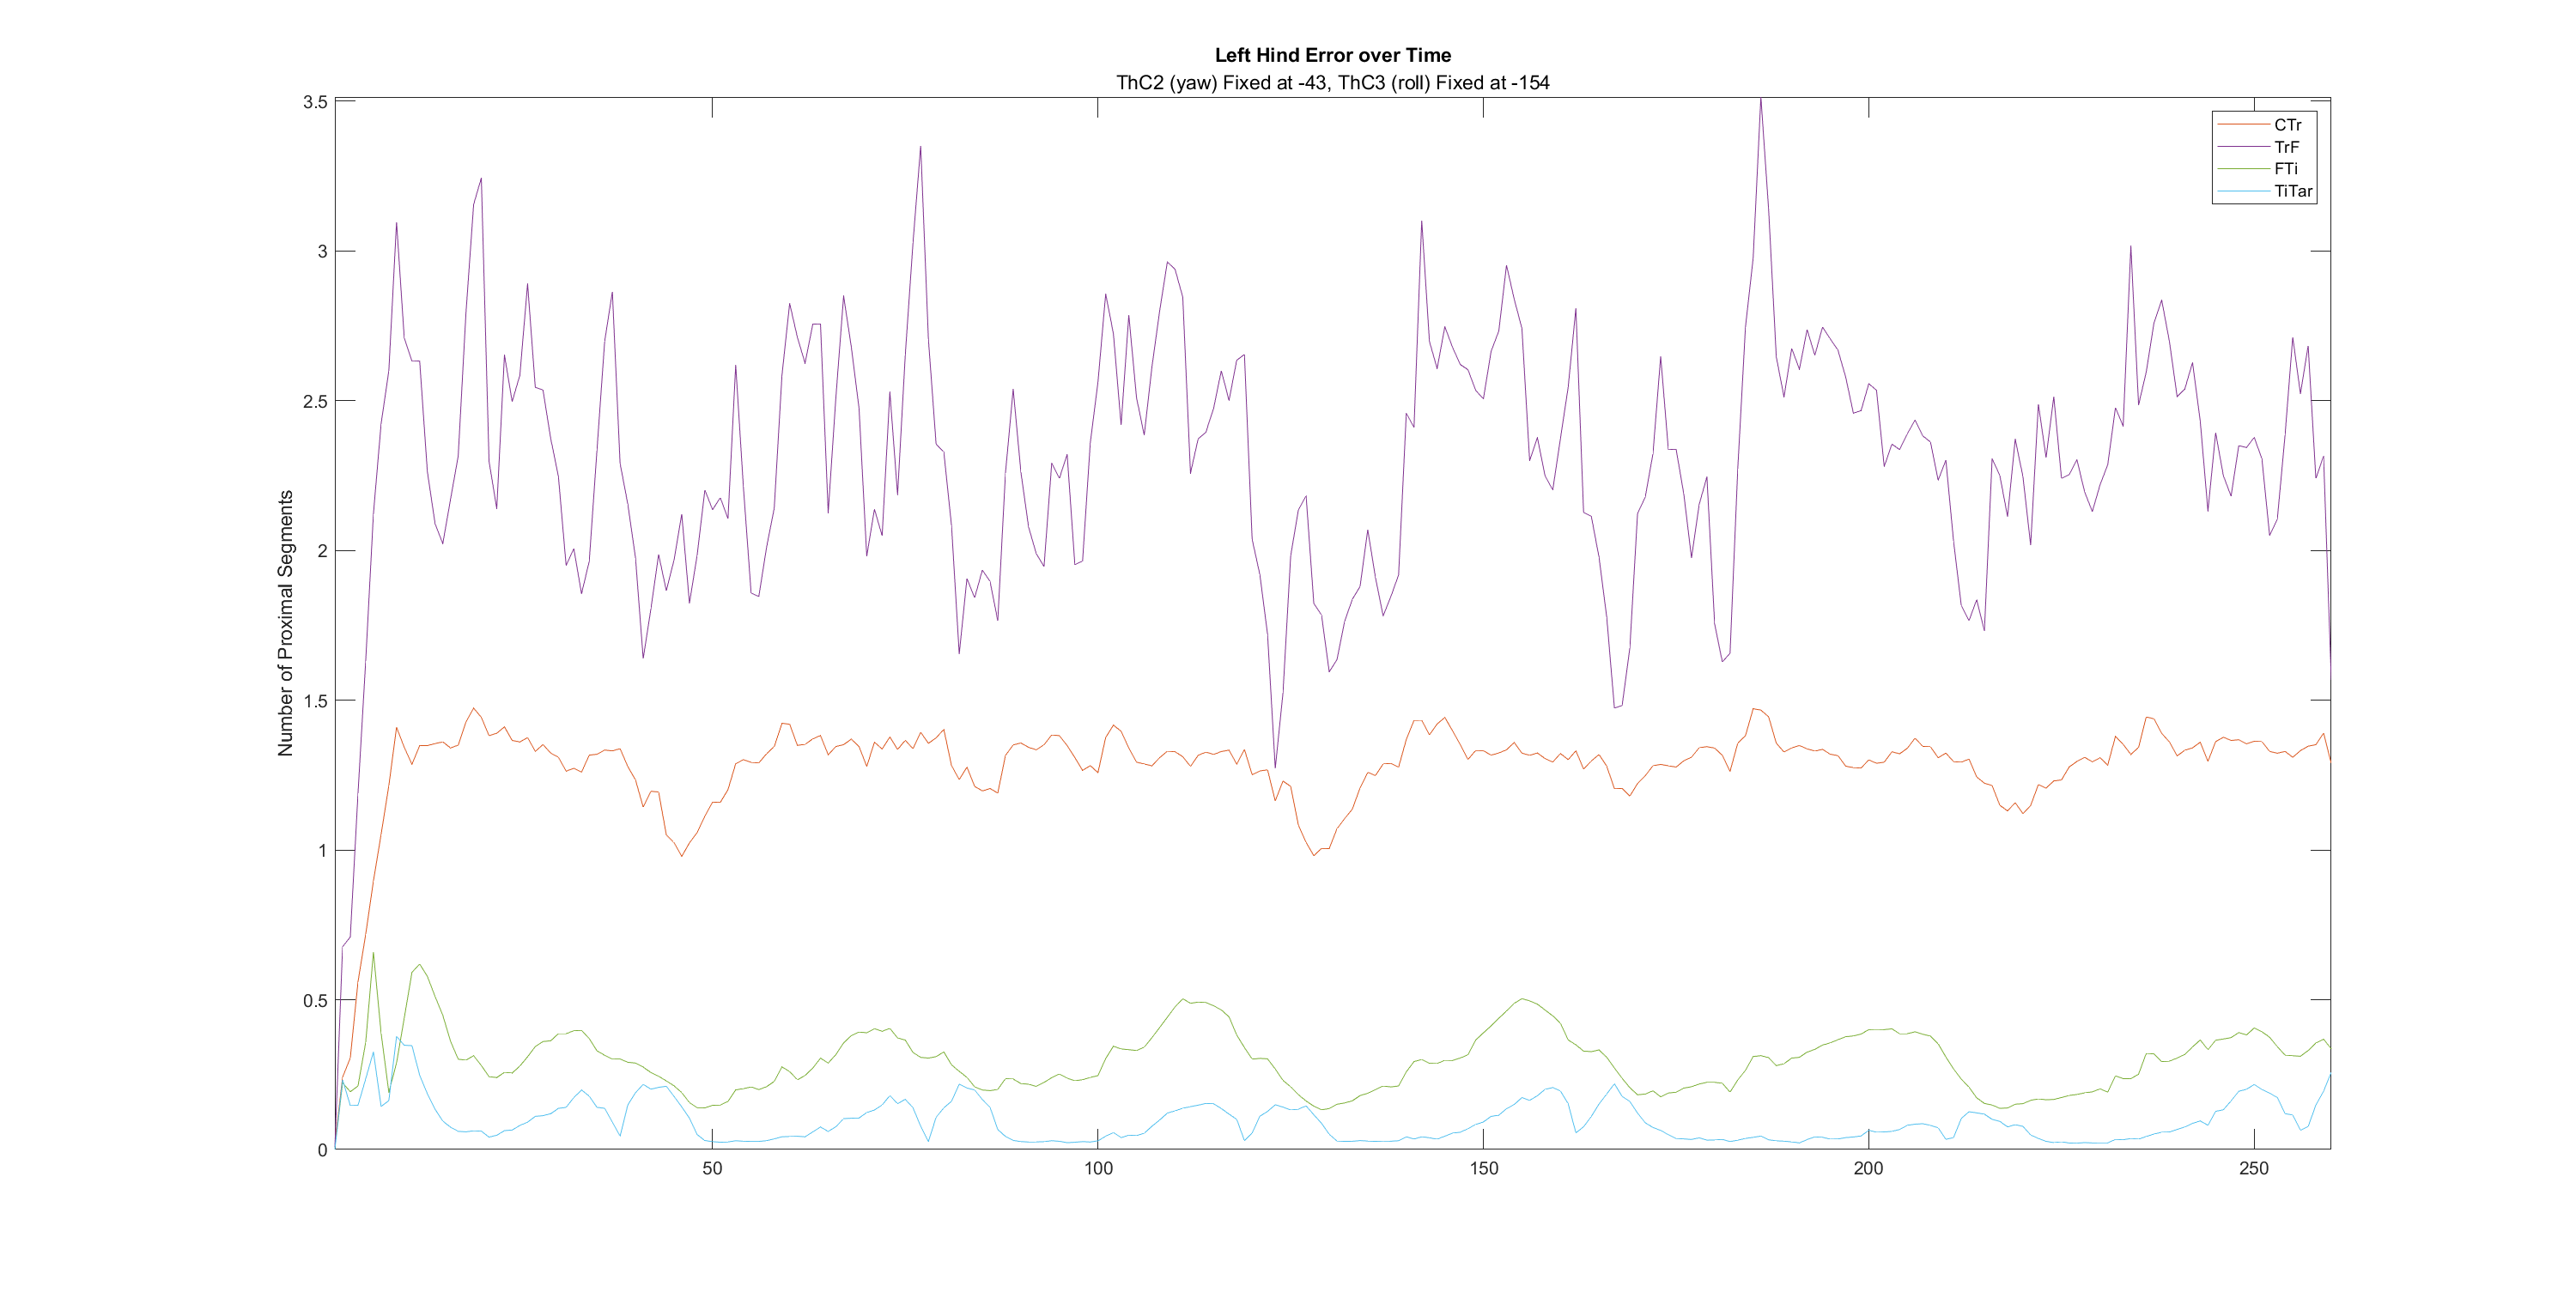 Left Hind Error over Time
ThC2 (yaw) Fixed at -43, ThC3 (roll) Fixed at -154
3.5
3
2.5
2
1.5
1
0.5
0
Number of Proximal Segments
CTr
TrF
FTi
TiTar
50
100
150
200
250